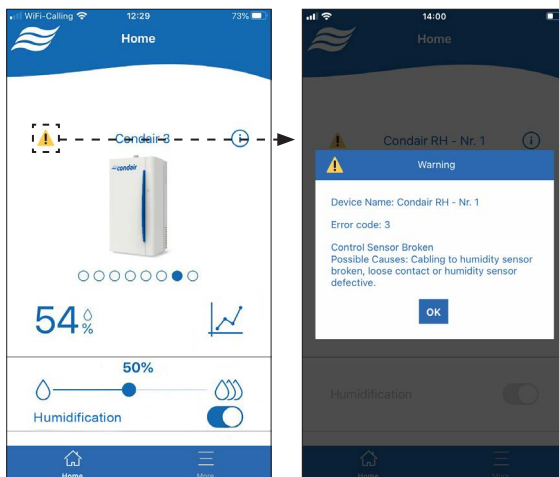 WiFi-Calling 12:29 73%
Home
Condair 3
condair
54 %
50%
Humidification
Home
More
14:00
Home
Condair RH - Nr. 1
Warning
Device Name: Condair RH - Nr. 1
Error code: 3
Control Sensor Broken
Possible Causes: Cabling to humidity sensor
broken, loose contact or humidity sensor
defective.
OK
Humidification
Home
More